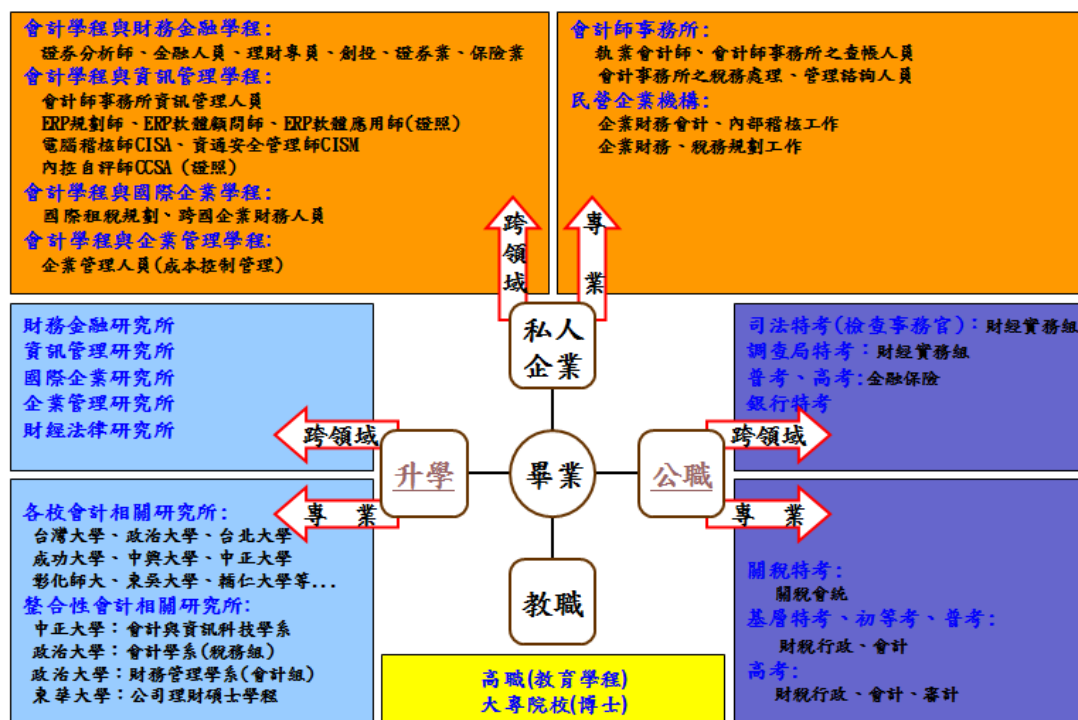 會計學程與財務金融學程:
證券分析師、金融人員、理財專員、創投、證券業、保險業
會計學程與資訊管理學程:
會計師事務所資訊管理人員
ERP規劃師、ERP軟體顧問師、ERP軟體應用師(證照)
電腦稽核師CISA、資通安全管理師CISM
內控自評師CCSA (證照)
會計學程與國際企業學程:
國際租稅規劃、跨國企業財務人員
會計學程與企業管理學程:
企業管理人員(成本控制管理)
會計師事務所:
執業會計師、會計師事務所之查帳人員
會計事務所之稅務處理、管理諮詢人員
民營企業機構:
企業財務會計、內部稽核工作
企業財務、稅務規劃工作
跨領域
專 業
私人
企業
財務金融研究所
資訊管理研究所
國際企業研究所
企業管理研究所
財經法律研究所
跨領域
升學
畢業
公職
跨領域
司法特考(檢查事務官):財經實務組
調查局特考:財經實務組
普考、高考:金融保險
銀行特考
各校會計相關研究所:
台灣大學、政治大學、台北大學
成功大學、中興大學、中正大學
彰化師大、東吳大學、輔仁大學等...
整合性會計相關研究所:
中正大學:會計與資訊科技學系
政治大學:會計學系(稅務組)
政治大學:財務管理學系(會計組)
東華大學:公司理財碩士學程
專 業
教職
高職(教育學程)
大專院校(博士)
專 業
關稅特考:
關稅會統
基層特考、初等考、普考:
財稅行政、會計
高考:
財稅行政、會計、審計